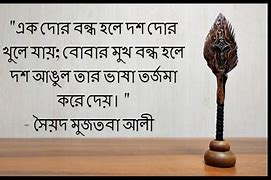 "এক দোর বন্ধ হলে দশ দোর
খুলে যায়; বোবার মুখ বন্ধ হলে
দশ আঙুল তার ভাষা তর্জমা
করে দেয়। "
- সৈয়দ মুজতবা আলী